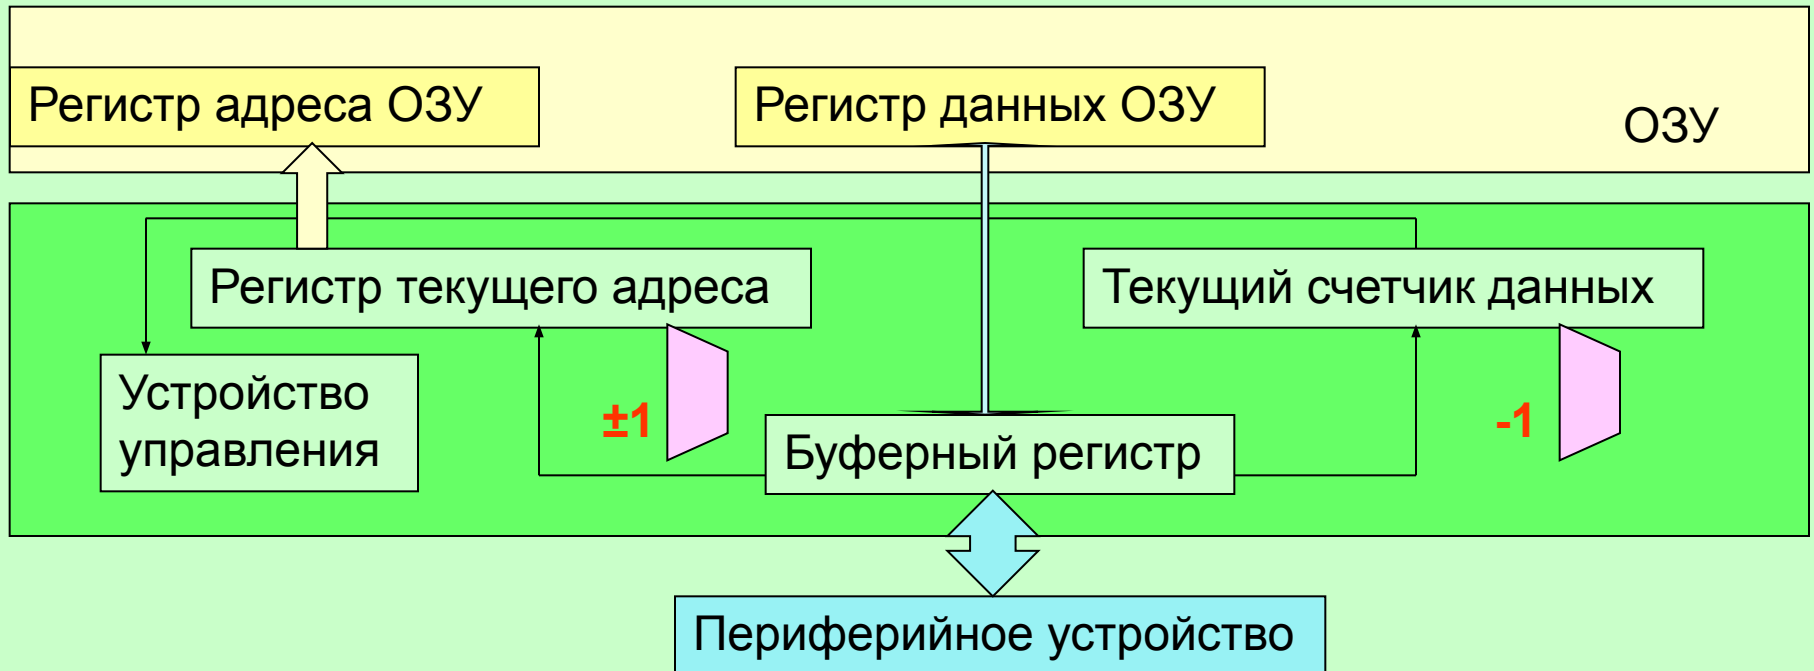 Регистр адреса ОЗУ
Регистр данных ОЗУ
ОЗУ
Регистр текущего адреса
Текущий счетчик данных
Устройство
управления
±1
Буферный регистр
-1
Периферийное устройство